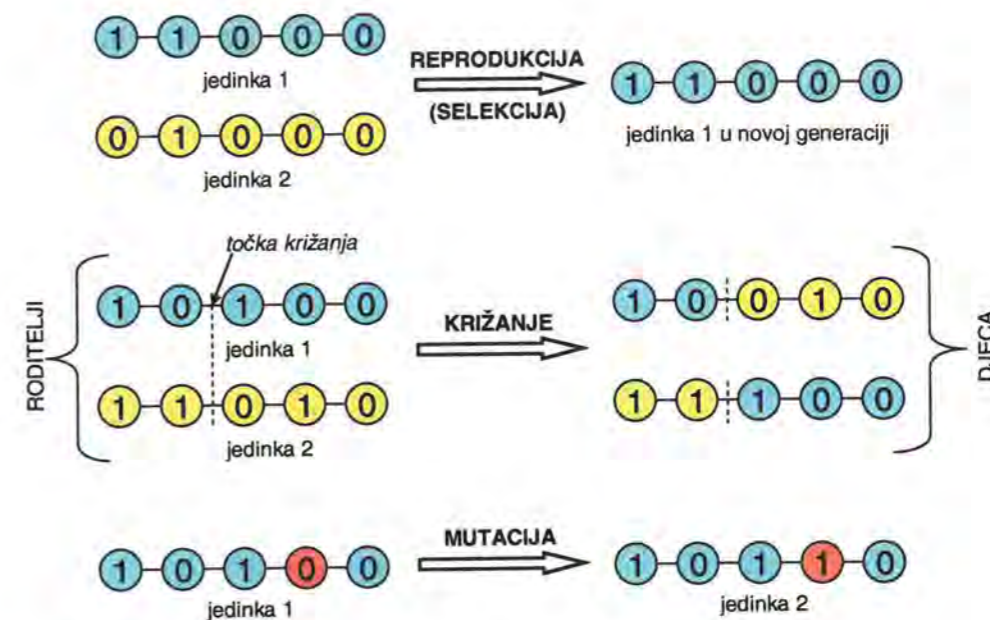 1 1 0 0 0
jedinka 1
0 1 0 0 0
jedinka 2
REPRODUKCIJA
(SELEKCIJA)
1 1 0 0 0
jedinka 1 u novoj generaciji
RODITELJI
točka križanja
1 0 1 0 0
jedinka 1
1 1 0 1 0
jedinka 2
KRIŽANJE
1 0 0 1 0
1 1 1 0 0
DJECA
1 0 1 0 0
jedinka 1
MUTACIJA
1 0 1 1 0
jedinka 2